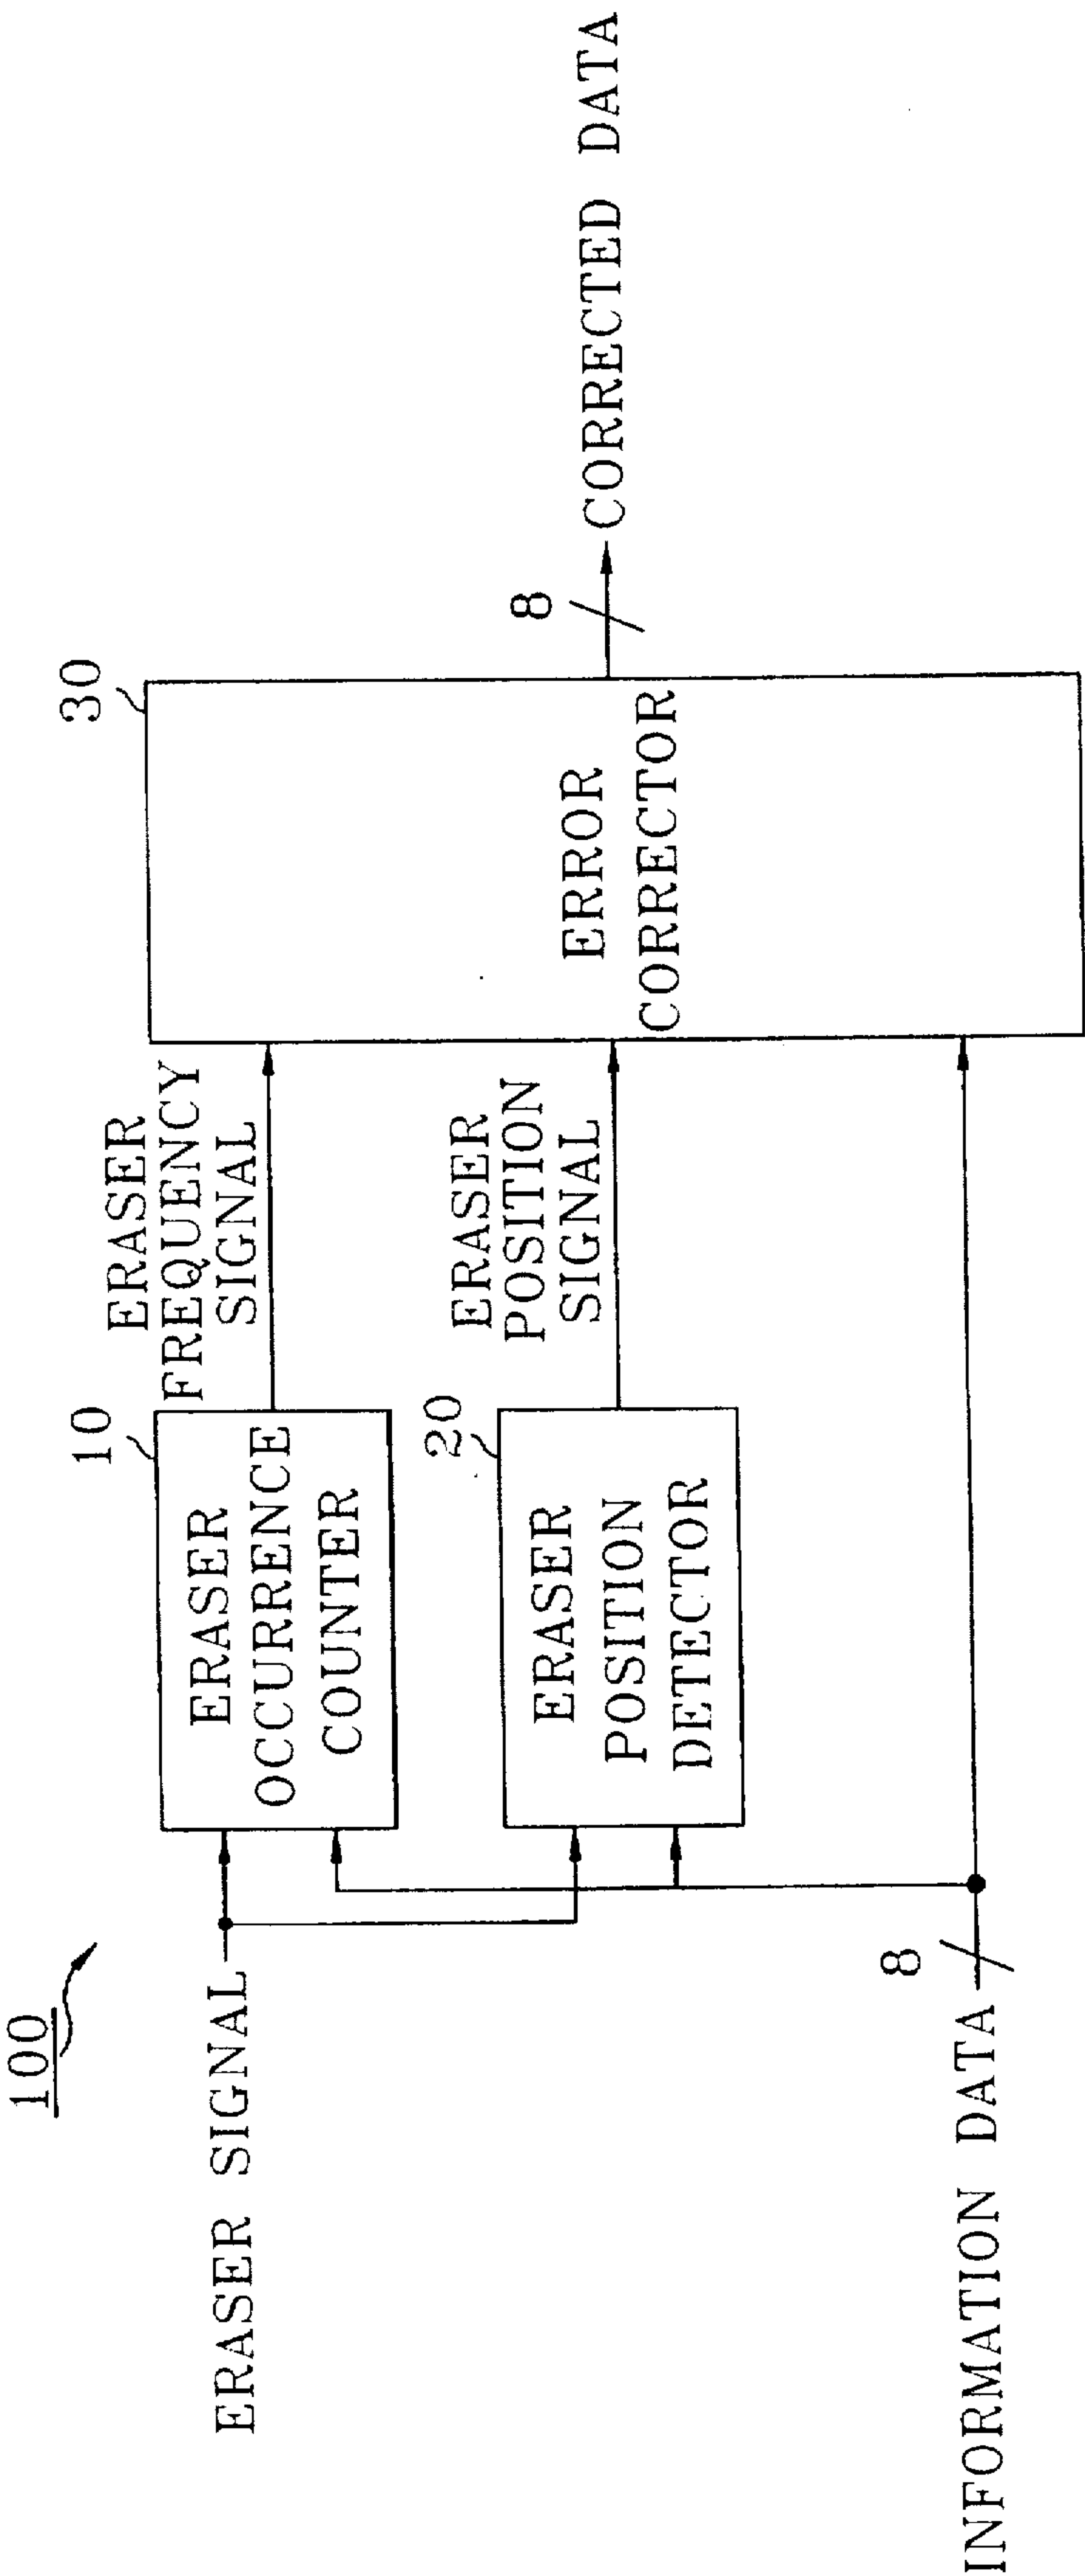 100
ERASER SIGNAL
INFORMATION DATA
8
10
ERASER
OCCURRENCE
COUNTER
20
ERASER
POSITION
DETECTOR
ERASER
FREQUENCY
SIGNAL
ERASER
POSITION
SIGNAL
30
ERROR
CORRECTOR
8
CORRECTED DATA